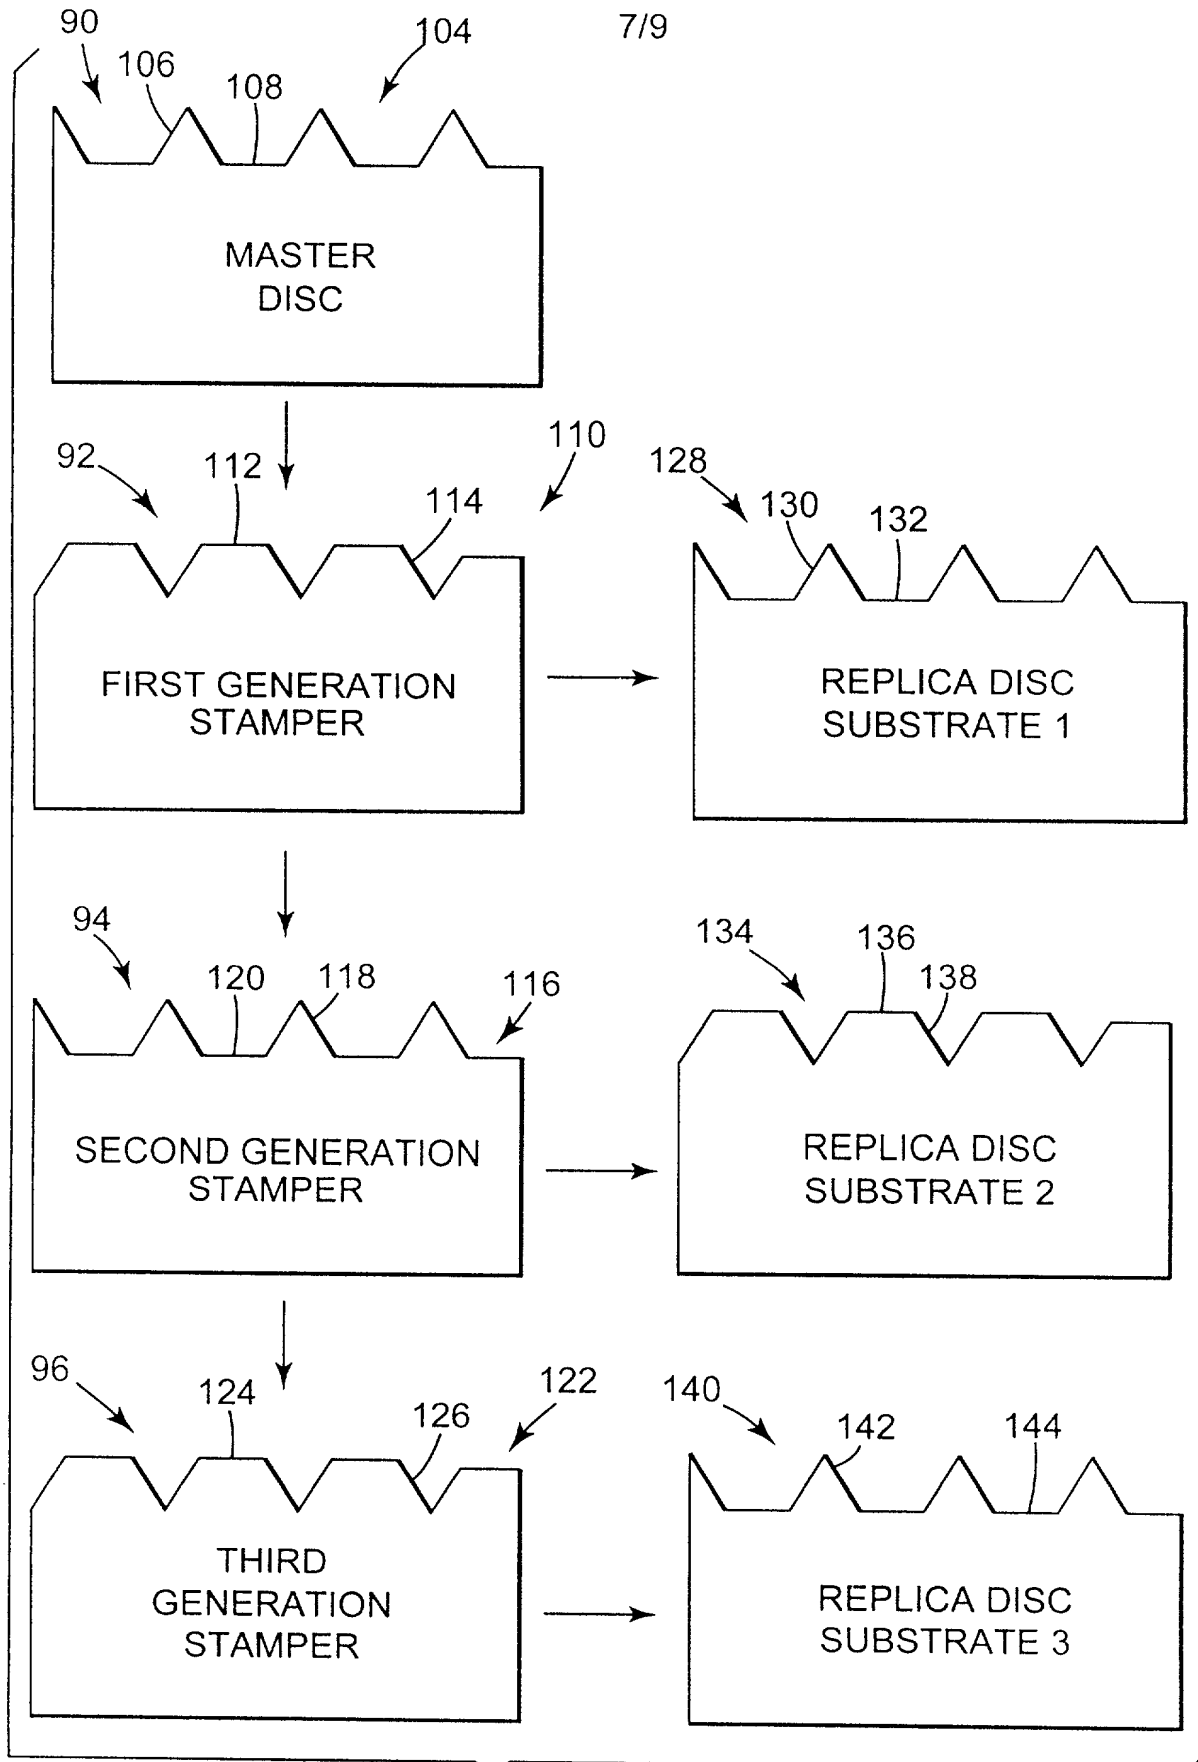 7/9
90
104
106
108
MASTER
DISC
92
112
110
114
FIRST GENERATION
STAMPER
128
130
132
REPLICA DISC
SUBSTRATE 1
94
120
118
116
SECOND GENERATION
STAMPER
134
136
138
REPLICA DISC
SUBSTRATE 2
96
124
126
122
THIRD
GENERATION
STAMPER
140
142
144
REPLICA DISC
SUBSTRATE 3